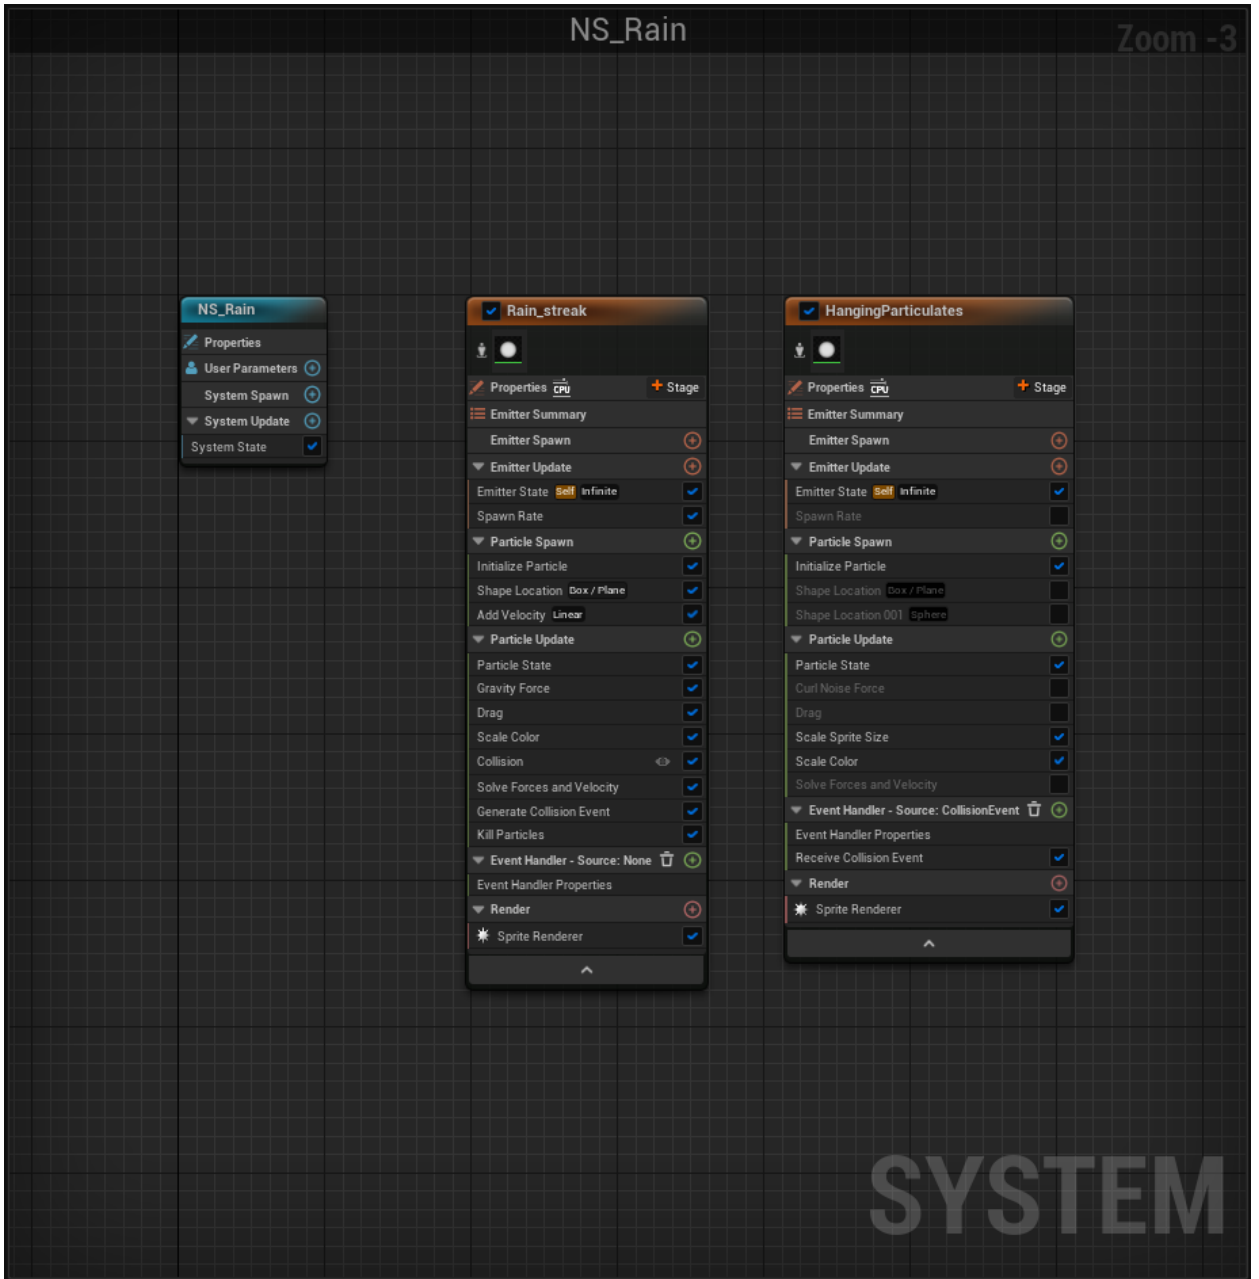 NS_Rain
Zoom -3
NS_Rain
Properties
User Parameters
System Spawn
System Update
System State
Rain_streak
Properties CPU Stage
Emitter Summary
Emitter Spawn
Emitter Update
Emitter State Self Infinite
Spawn Rate
Particle Spawn
Initialize Particle
Shape Location Box / Plane
Add Velocity Linear
Particle Update
Particle State
Gravity Force
Drag
Scale Color
Collision
Solve Forces and Velocity
Generate Collision Event
Kill Particles
Event Handler - Source: None
Event Handler Properties
Render
Sprite Renderer
HangingParticulates
Properties CPU Stage
Emitter Summary
Emitter Spawn
Emitter Update
Emitter State Self Infinite
Spawn Rate
Particle Spawn
Initialize Particle
Shape Location Box / Plane
Shape Location 001 Sphere
Particle Update
Particle State
Curl Noise Force
Drag
Scale Sprite Size
Scale Color
Solve Forces and Velocity
Event Handler - Source: CollisionEvent
Event Handler Properties
Receive Collision Event
Render
Sprite Renderer
SYSTEM